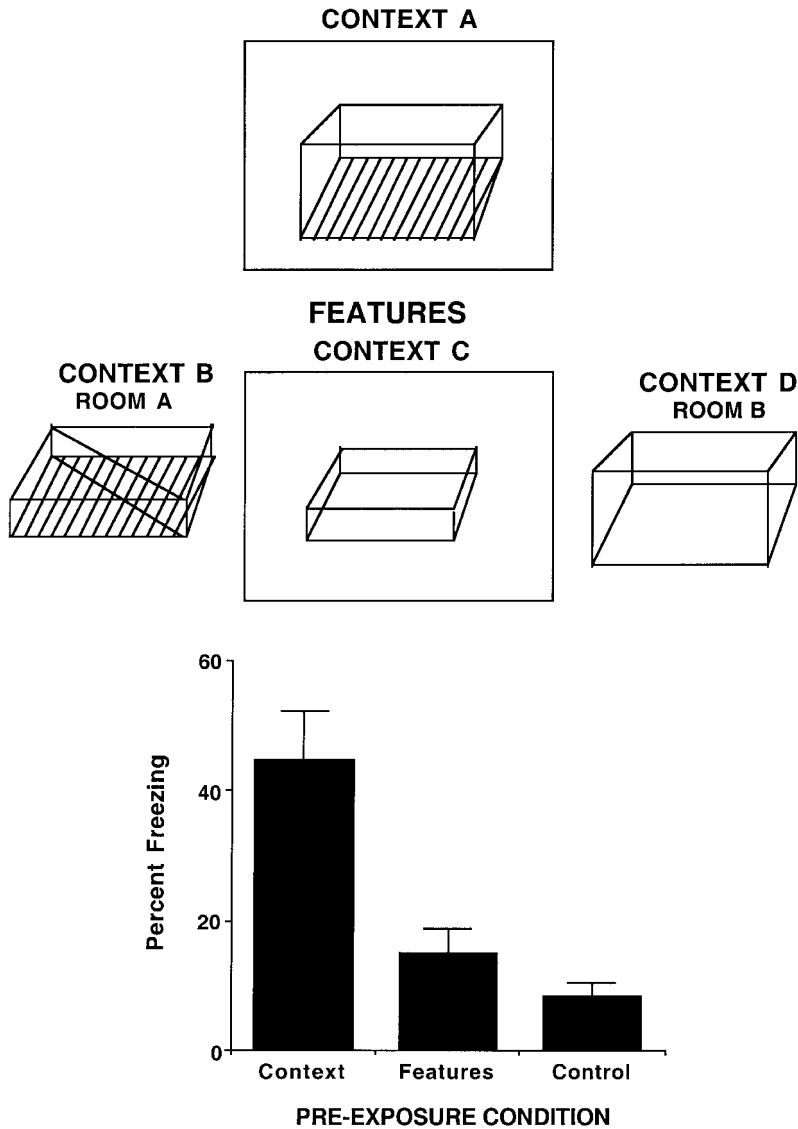 CONTEXT A
FEATURES
CONTEXT C
CONTEXT B
ROOM A
CONTEXT D
ROOM B
60
40
20
0
Percent Freezing
Context
Features
Control
PRE-EXPOSURE CONDITION